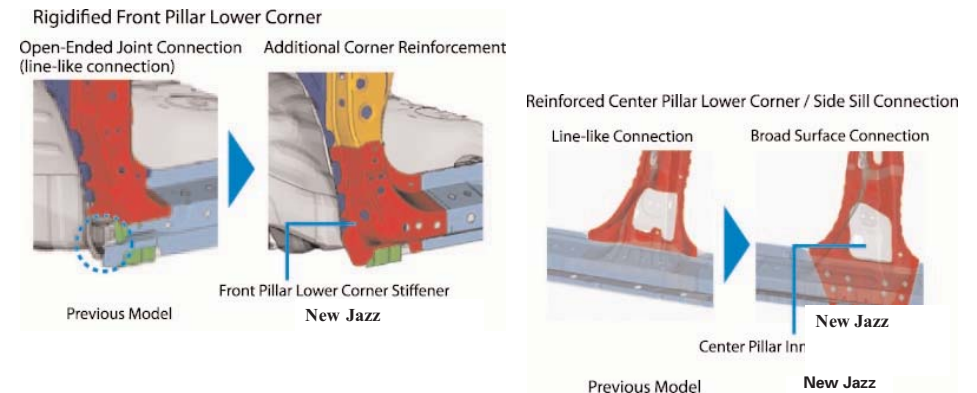 Rigidified Front Pillar Lower Corner
Open-Ended Joint Connection
(line-like connection)
Additional Corner Reinforcement
Front Pillar Lower Corner Stiffener
Previous Model
New Jazz
Reinforced Center Pillar Lower Corner / Side Sill Connection
Line-like Connection
Broad Surface Connection
New Jazz
Center Pillar
Previous Model
New Jazz